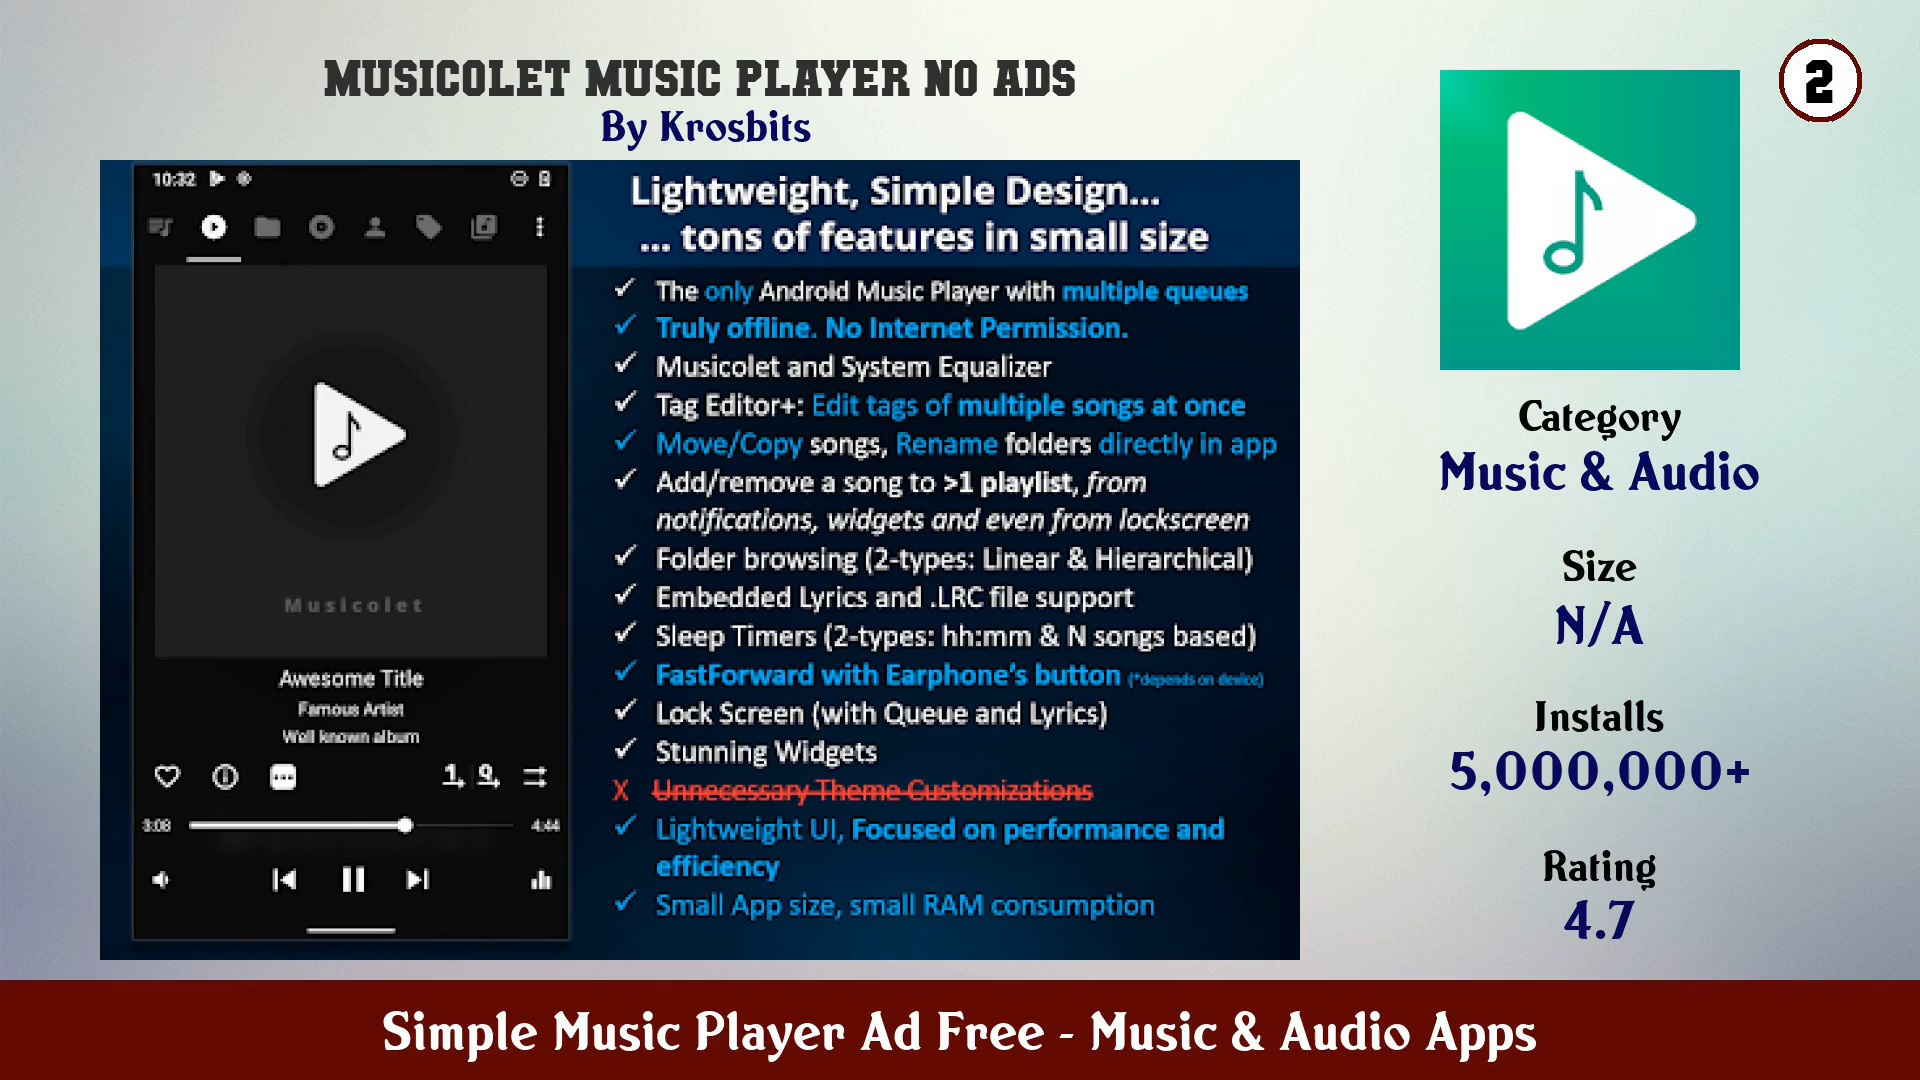 MUSICOLET MUSIC PLAYER NO ADS
By Krosbits
2
10:32
Musicolet
Awesome Title
Famous Artist
Well known album
1 9
3:08 4:44
Lightweight, Simple Design...
... tons of features in small size
✓ The only Android Music Player with multiple queues
✓ Truly offline. No Internet Permission.
✓ Musicolet and System Equalizer
✓ Tag Editor+: Edit tags of multiple songs at once
✓ Move/Copy songs, Rename folders directly in app
✓ Add/remove a song to >1 playlist, from
notifications, widgets and even from lockscreen
✓ Folder browsing (2-types: Linear & Hierarchical)
✓ Embedded Lyrics and .LRC file support
✓ Sleep Timers (2-types: hh:mm & N songs based)
✓ FastForward with Earphone's button (*depends on device)
✓ Lock Screen (with Queue and Lyrics)
✓ Stunning Widgets
X Unnecessary Theme Customizations
✓ Lightweight UI, Focused on performance and
efficiency
✓ Small App size, small RAM consumption
Category
Music & Audio
Size
N/A
Installs
5,000,000+
Rating
4.7
Simple Music Player Ad Free - Music & Audio Apps